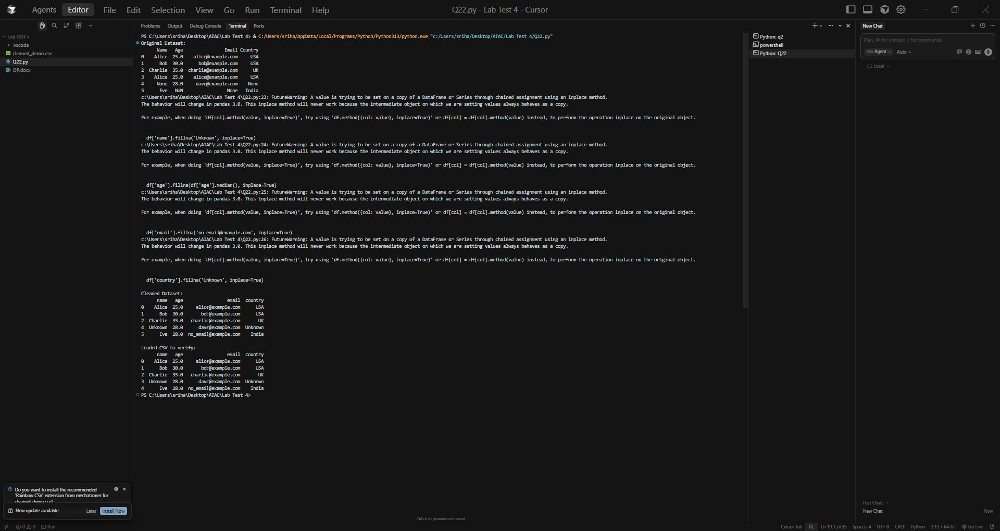 Agents Editor File Edit Selection View Go Run Terminal Help Q22.py - Lab Test 4 - Cursor
Problems Output Debug Console Terminal Ports
New Chat
LAB TEST 4
.vscode
cleaned_demo.csv
Q22.py
QP.docx
PS C:\Users\sriha\Desktop\AIAC\Lab Test 4> & C:/Users/sriha/AppData/Local/Programs/Python/Python313/python.exe "c:/Users/sriha/Desktop/AIAC/Lab Test 4/Q22.py"
Original Dataset:
Name Age Email Country
0 Alice 25.0 alice@example.com USA
1 Bob 30.0 bob@example.com USA
2 Charlie 35.0 charlie@example.com UK
3 Alice 25.0 alice@example.com USA
4 None 28.0 dave@example.com None
5 Eve NaN None India
c:\Users\sriha\Desktop\AIAC\Lab Test 4\Q22.py:23: FutureWarning: A value is trying to be set on a copy of a DataFrame or Series through chained assignment using an inplace method.
The behavior will change in pandas 3.0. This inplace method will never work because the intermediate object on which we are setting values always behaves as a copy.
For example, when doing 'df[col].method(value, inplace=True)', try using 'df.method({col: value}, inplace=True)' or df[col] = df[col].method(value) instead, to perform the operation inplace on the original object.
df['name'].fillna('Unknown', inplace=True)
c:\Users\sriha\Desktop\AIAC\Lab Test 4\Q22.py:24: FutureWarning: A value is trying to be set on a copy of a DataFrame or Series through chained assignment using an inplace method.
The behavior will change in pandas 3.0. This inplace method will never work because the intermediate object on which we are setting values always behaves as a copy.
For example, when doing 'df[col].method(value, inplace=True)', try using 'df.method({col: value}, inplace=True)' or df[col] = df[col].method(value) instead, to perform the operation inplace on the original object.
df['age'].fillna(df['age'].median(), inplace=True)
c:\Users\sriha\Desktop\AIAC\Lab Test 4\Q22.py:25: FutureWarning: A value is trying to be set on a copy of a DataFrame or Series through chained assignment using an inplace method.
The behavior will change in pandas 3.0. This inplace method will never work because the intermediate object on which we are setting values always behaves as a copy.
For example, when doing 'df[col].method(value, inplace=True)', try using 'df.method({col: value}, inplace=True)' or df[col] = df[col].method(value) instead, to perform the operation inplace on the original object.
df['email'].fillna('no_email@example.com', inplace=True)
c:\Users\sriha\Desktop\AIAC\Lab Test 4\Q22.py:26: FutureWarning: A value is trying to be set on a copy of a DataFrame or Series through chained assignment using an inplace method.
The behavior will change in pandas 3.0. This inplace method will never work because the intermediate object on which we are setting values always behaves as a copy.
For example, when doing 'df[col].method(value, inplace=True)', try using 'df.method({col: value}, inplace=True)' or df[col] = df[col].method(value) instead, to perform the operation inplace on the original object.
df['country'].fillna('Unknown', inplace=True)
Cleaned Dataset:
name age email country
0 Alice 25.0 alice@example.com USA
1 Bob 30.0 bob@example.com USA
2 Charlie 35.0 charlie@example.com UK
4 Unknown 28.0 dave@example.com Unknown
5 Eve 28.0 no_email@example.com India
Loaded CSV to verify:
name age email country
0 Alice 25.0 alice@example.com USA
1 Bob 30.0 bob@example.com USA
2 Charlie 35.0 charlie@example.com UK
3 Unknown 28.0 dave@example.com Unknown
4 Eve 28.0 no_email@example.com India
PS C:\Users\sriha\Desktop\AIAC\Lab Test 4>
Python: q2
powershell
Python: Q22
Plan, @ for context, / for commands
Agent Auto
Local
Do you want to install the recommended
'Rainbow CSV' extension from mechatroner for
cleaned_demo.csv?
New update available Later Install Now
Ctrl+K to generate command
Past Chats
New Chat Now
0 0 Run Cursor Tab Ln 19, Col 35 Spaces: 4 UTF-8 CRLF Python 3.13.7 64-bit Go Live